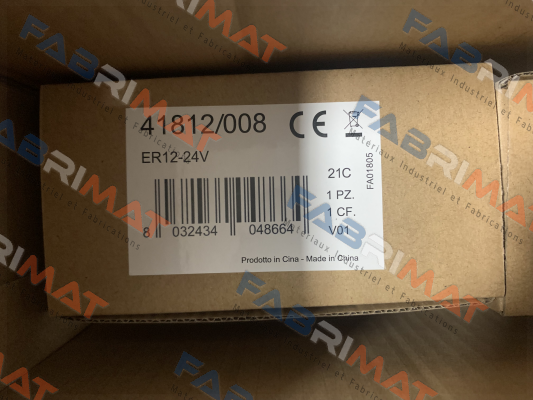 41812/008
CE
ER12-24V
21C
1 PZ.
1 CF.
V01
FA01805
8 032434 048664
Prodotto in Cina - Made in China
FABRIMAT
Matériaux Industriel et Fabrications